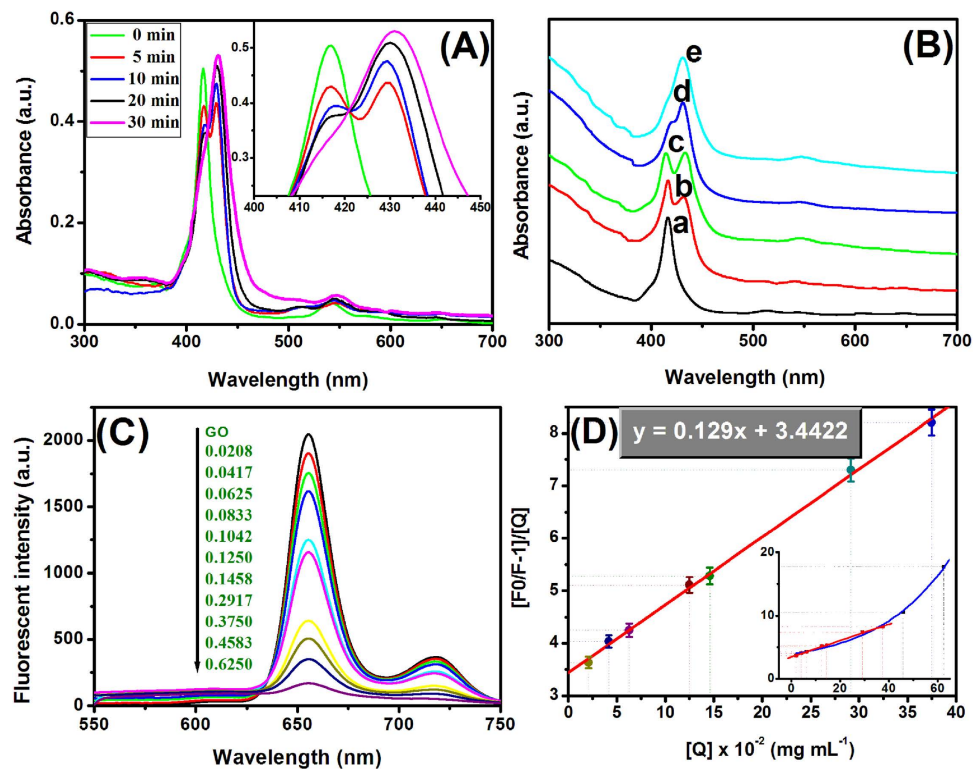 (A)
0 min
5 min
10 min
20 min
30 min
0.6
0.4
0.2
0.0
Absorbance (a.u.)
300 400 500 600 700
Wavelength (nm)
0.5
0.4
0.3
400 410 420 430 440 450
(B)
e
d
c
b
a
Absorbance (a.u.)
300 400 500 600 700
Wavelength (nm)
(C)
GO
0.0208
0.0417
0.0625
0.0833
0.1042
0.1250
0.1458
0.2917
0.3750
0.4583
0.6250
2000
1500
1000
500
0
Fluorescent intensity (a.u.)
550 600 650 700 750
Wavelength (nm)
(D)
y = 0.129x + 3.4422
8
7
6
5
4
3
[F0/F-1]/[Q]
0 5 10 15 20 25 30 35 40
[Q] x 10⁻² (mg mL⁻¹)
20
15
10
5
0
0 20 40 60